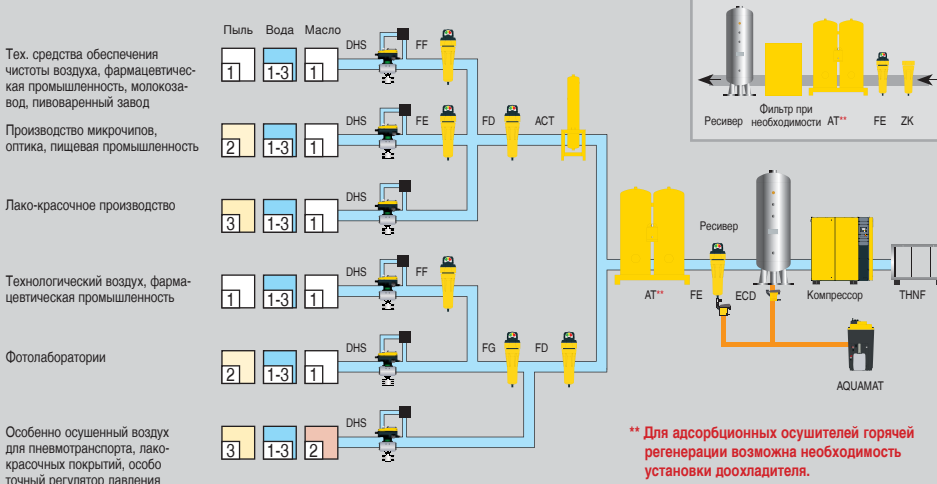 Пыль Вода Масло
Тех. средства обеспечения
чистоты воздуха, фармацевтичес-
кая промышленность, молокоза-
вод, пивоваренный завод
1 1-3 1
DHS FF
Производство микрочипов,
оптика, пищевая промышленность
2 1-3 1
DHS FE FD ACT
Лако-красочное производство
3 1-3 1
DHS
Технологический воздух, фарма-
цевтическая промышленность
1 1-3 1
DHS FF
Фотолаборатории
2 1-3 1
DHS FG FD
Особенно осушенный воздух
для пневмотранспорта, лако-
красочных покрытий, особо
точный регулятор давления
3 1-3 2
DHS
Ресивер
Фильтр при
необходимости
AT** FE ZK
Ресивер
AT** FE ECD Компрессор THNF
AQUAMAT
** Для адсорбционных осушителей горячей
регенерации возможна необходимость
установки доохладителя.